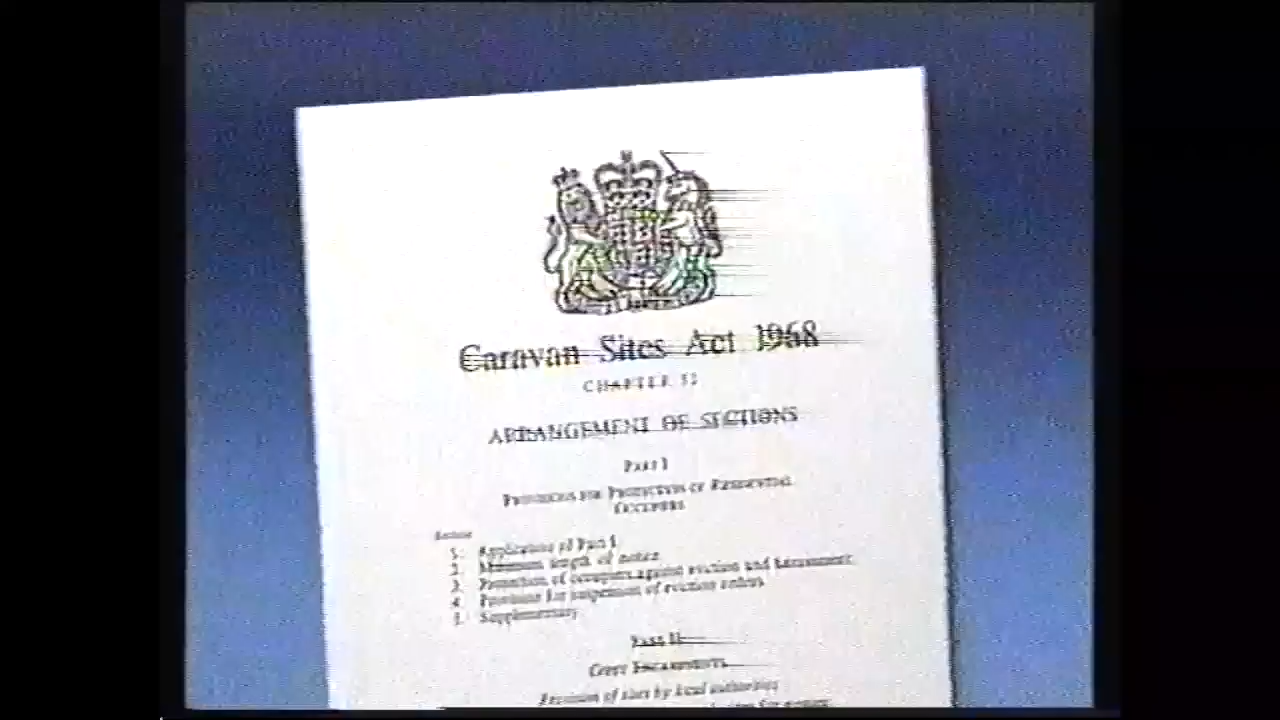 Caravan Sites Act 1968
CHAPTER 52
ARRANGEMENT OF SECTIONS
PART I
PROVISIONS FOR PROTECTION OF RESIDENTIAL
OCCUPIERS
Section
1. Application of Part I.
2. Minimum length of notice.
3. Protection of occupiers against eviction and harassment.
4. Provision for suspension of eviction orders.
5. Supplementary.
PART II
GIPSY ENCAMPMENTS
Provision of sites by local authorities